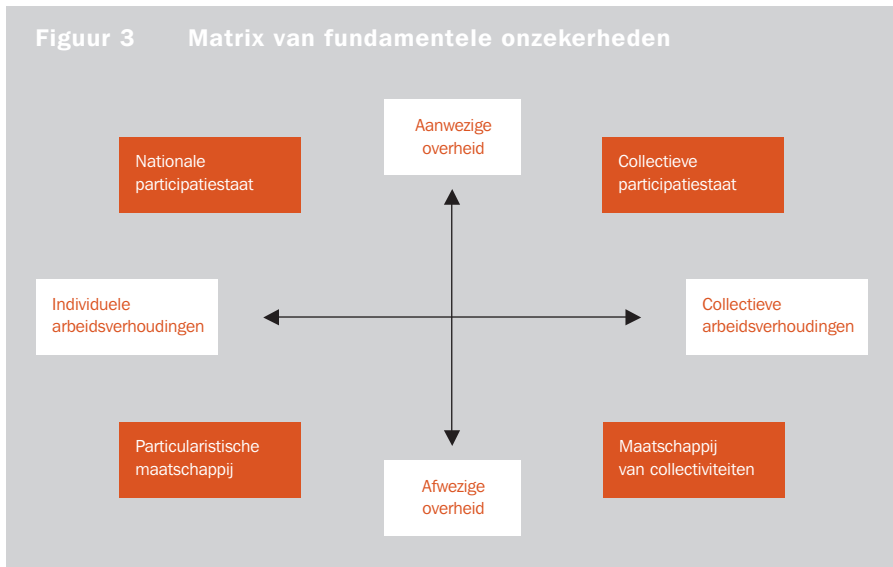 Figuur 3 Matrix van fundamentele onzekerheden
Aanwezige
overheid
Nationale
participatiestaat
Collectieve
participatiestaat
Individuele
arbeidsverhoudingen
Collectieve
arbeidsverhoudingen
Particularistische
maatschappij
Maatschappij
van collectiviteiten
Afwezige
overheid